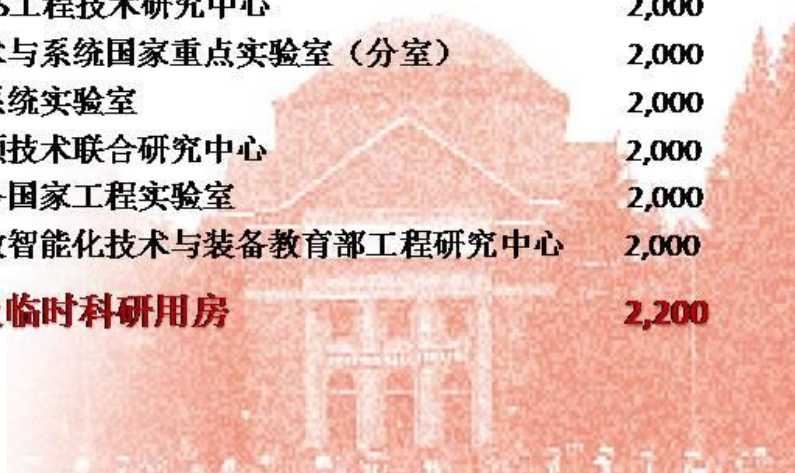 S工程技术研究中心 2,000
与系统国家重点实验室（分室） 2,000
统实验室 2,000
技术联合研究中心 2,000
国家工程实验室 2,000
智能化技术与装备教育部工程研究中心 2,000
临时科研用房 2,200